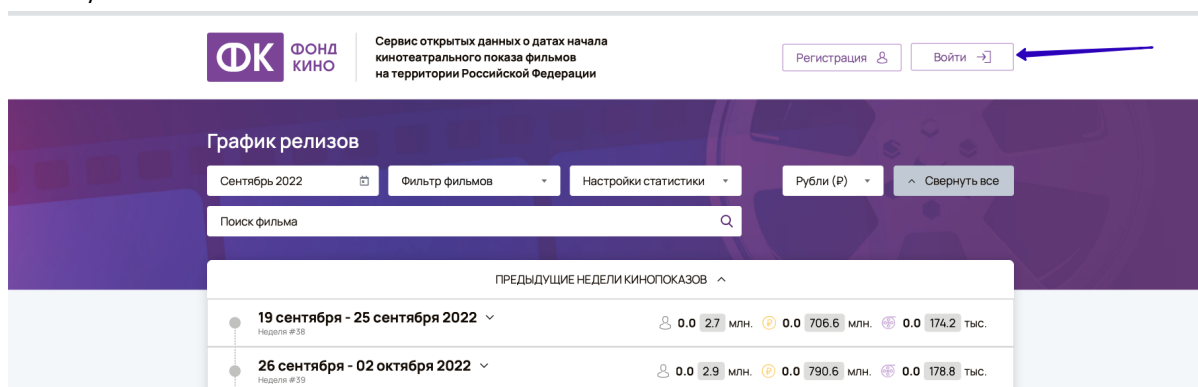 ФК ФОНД КИНО
Сервис открытых данных о датах начала
кинотеатрального показа фильмов
на территории Российской Федерации
Регистрация
Войти
График релизов
Сентябрь 2022
Фильтр фильмов
Настройки статистики
Рубли (₽)
Свернуть все
Поиск фильма
ПРЕДЫДУЩИЕ НЕДЕЛИ КИНОПОКАЗОВ
19 сентября - 25 сентября 2022
Неделя #38
0.0 2.7 млн. ₽ 0.0 706.6 млн. 0.0 174.2 тыс.
26 сентября - 02 октября 2022
Неделя #39
0.0 2.9 млн. ₽ 0.0 790.6 млн. 0.0 178.8 тыс.